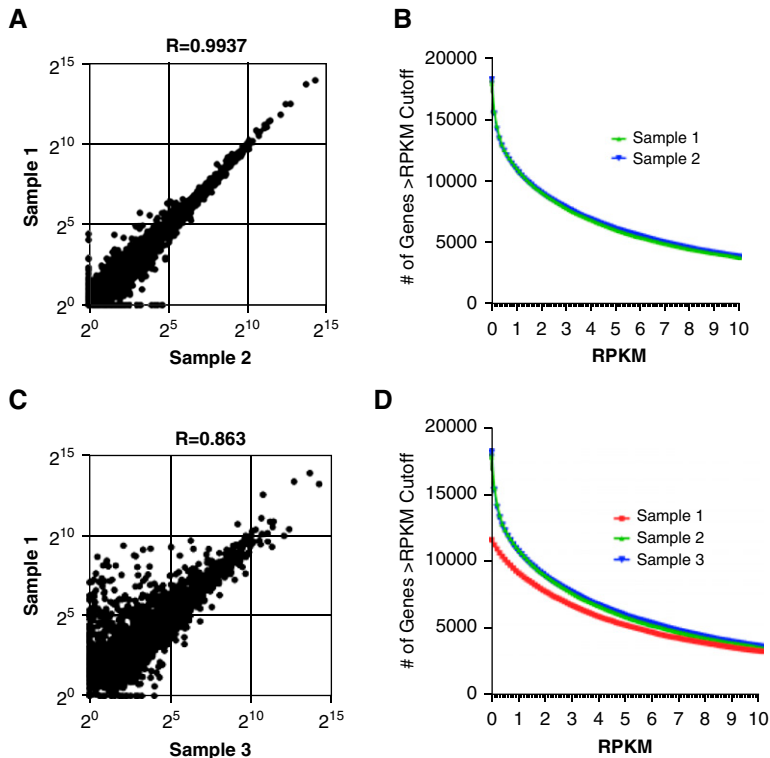 A
R=0.9937
Sample 1
2^15
2^10
2^5
2^0
2^0 2^5 2^10 2^15
Sample 2
B
# of Genes >RPKM Cutoff
20000
15000
10000
5000
0
Sample 1
Sample 2
0 1 2 3 4 5 6 7 8 9 10
RPKM
C
R=0.863
Sample 1
2^15
2^10
2^5
2^0
2^0 2^5 2^10 2^15
Sample 3
D
# of Genes >RPKM Cutoff
20000
15000
10000
5000
0
Sample 1
Sample 2
Sample 3
0 1 2 3 4 5 6 7 8 9 10
RPKM